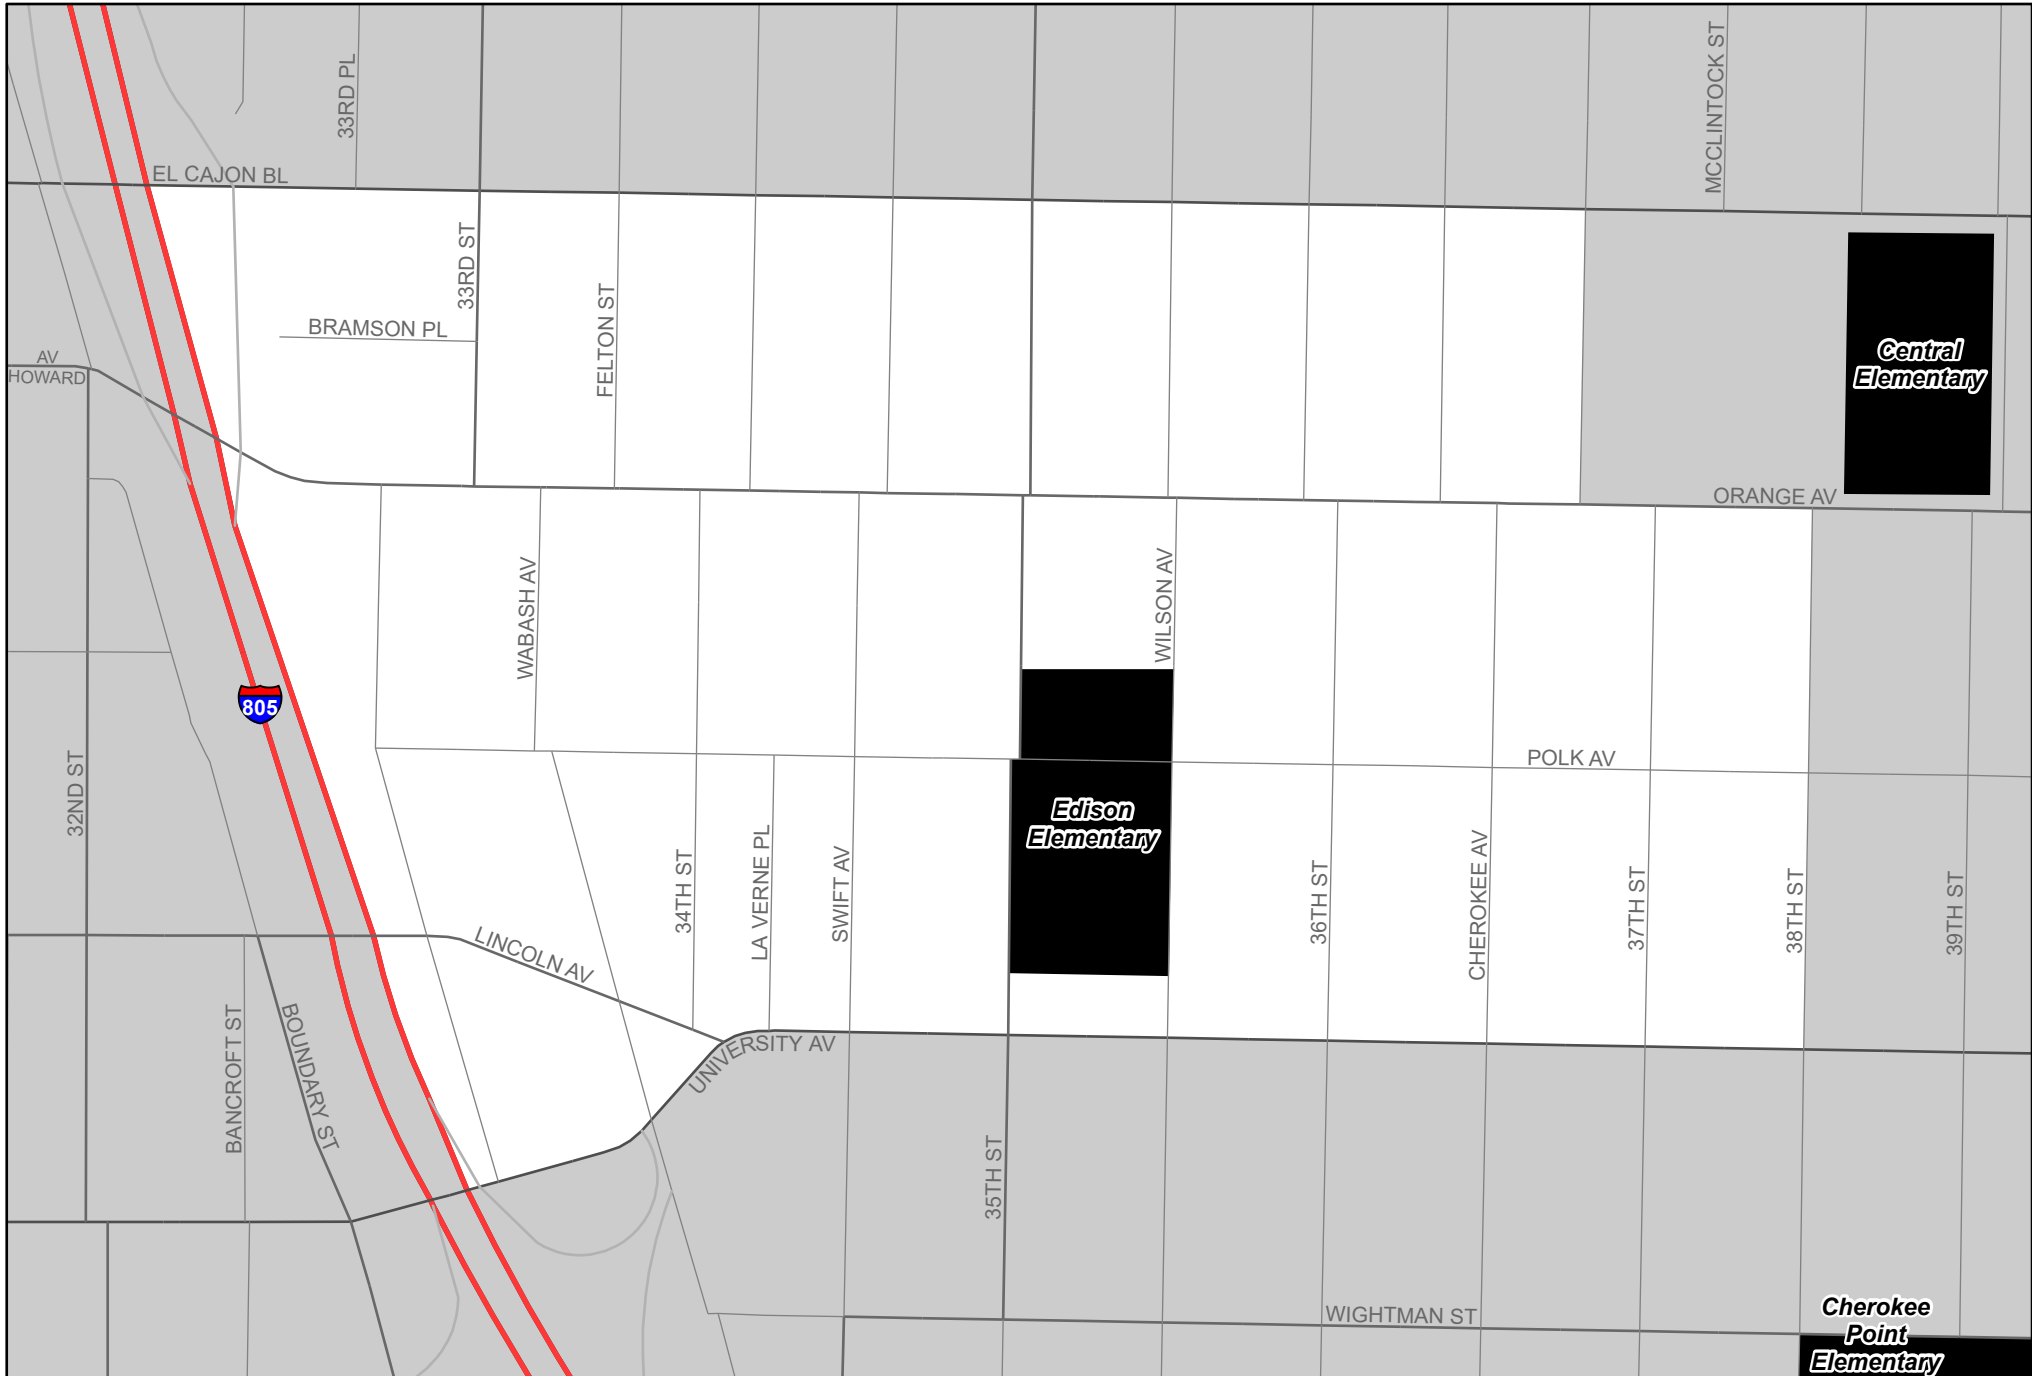 33RD PL
MCCLINTOCK ST
EL CAJON BL
33RD ST
FELTON ST
BRAMSON PL
AV
HOWARD
Central
Elementary
ORANGE AV
WABASH AV
WILSON AV
805
32ND ST
POLK AV
Edison
Elementary
34TH ST
LA VERNE PL
SWIFT AV
36TH ST
CHEROKEE AV
37TH ST
38TH ST
39TH ST
LINCOLN AV
BANCROFT ST
BOUNDARY ST
UNIVERSITY AV
35TH ST
WIGHTMAN ST
Cherokee
Point
Elementary